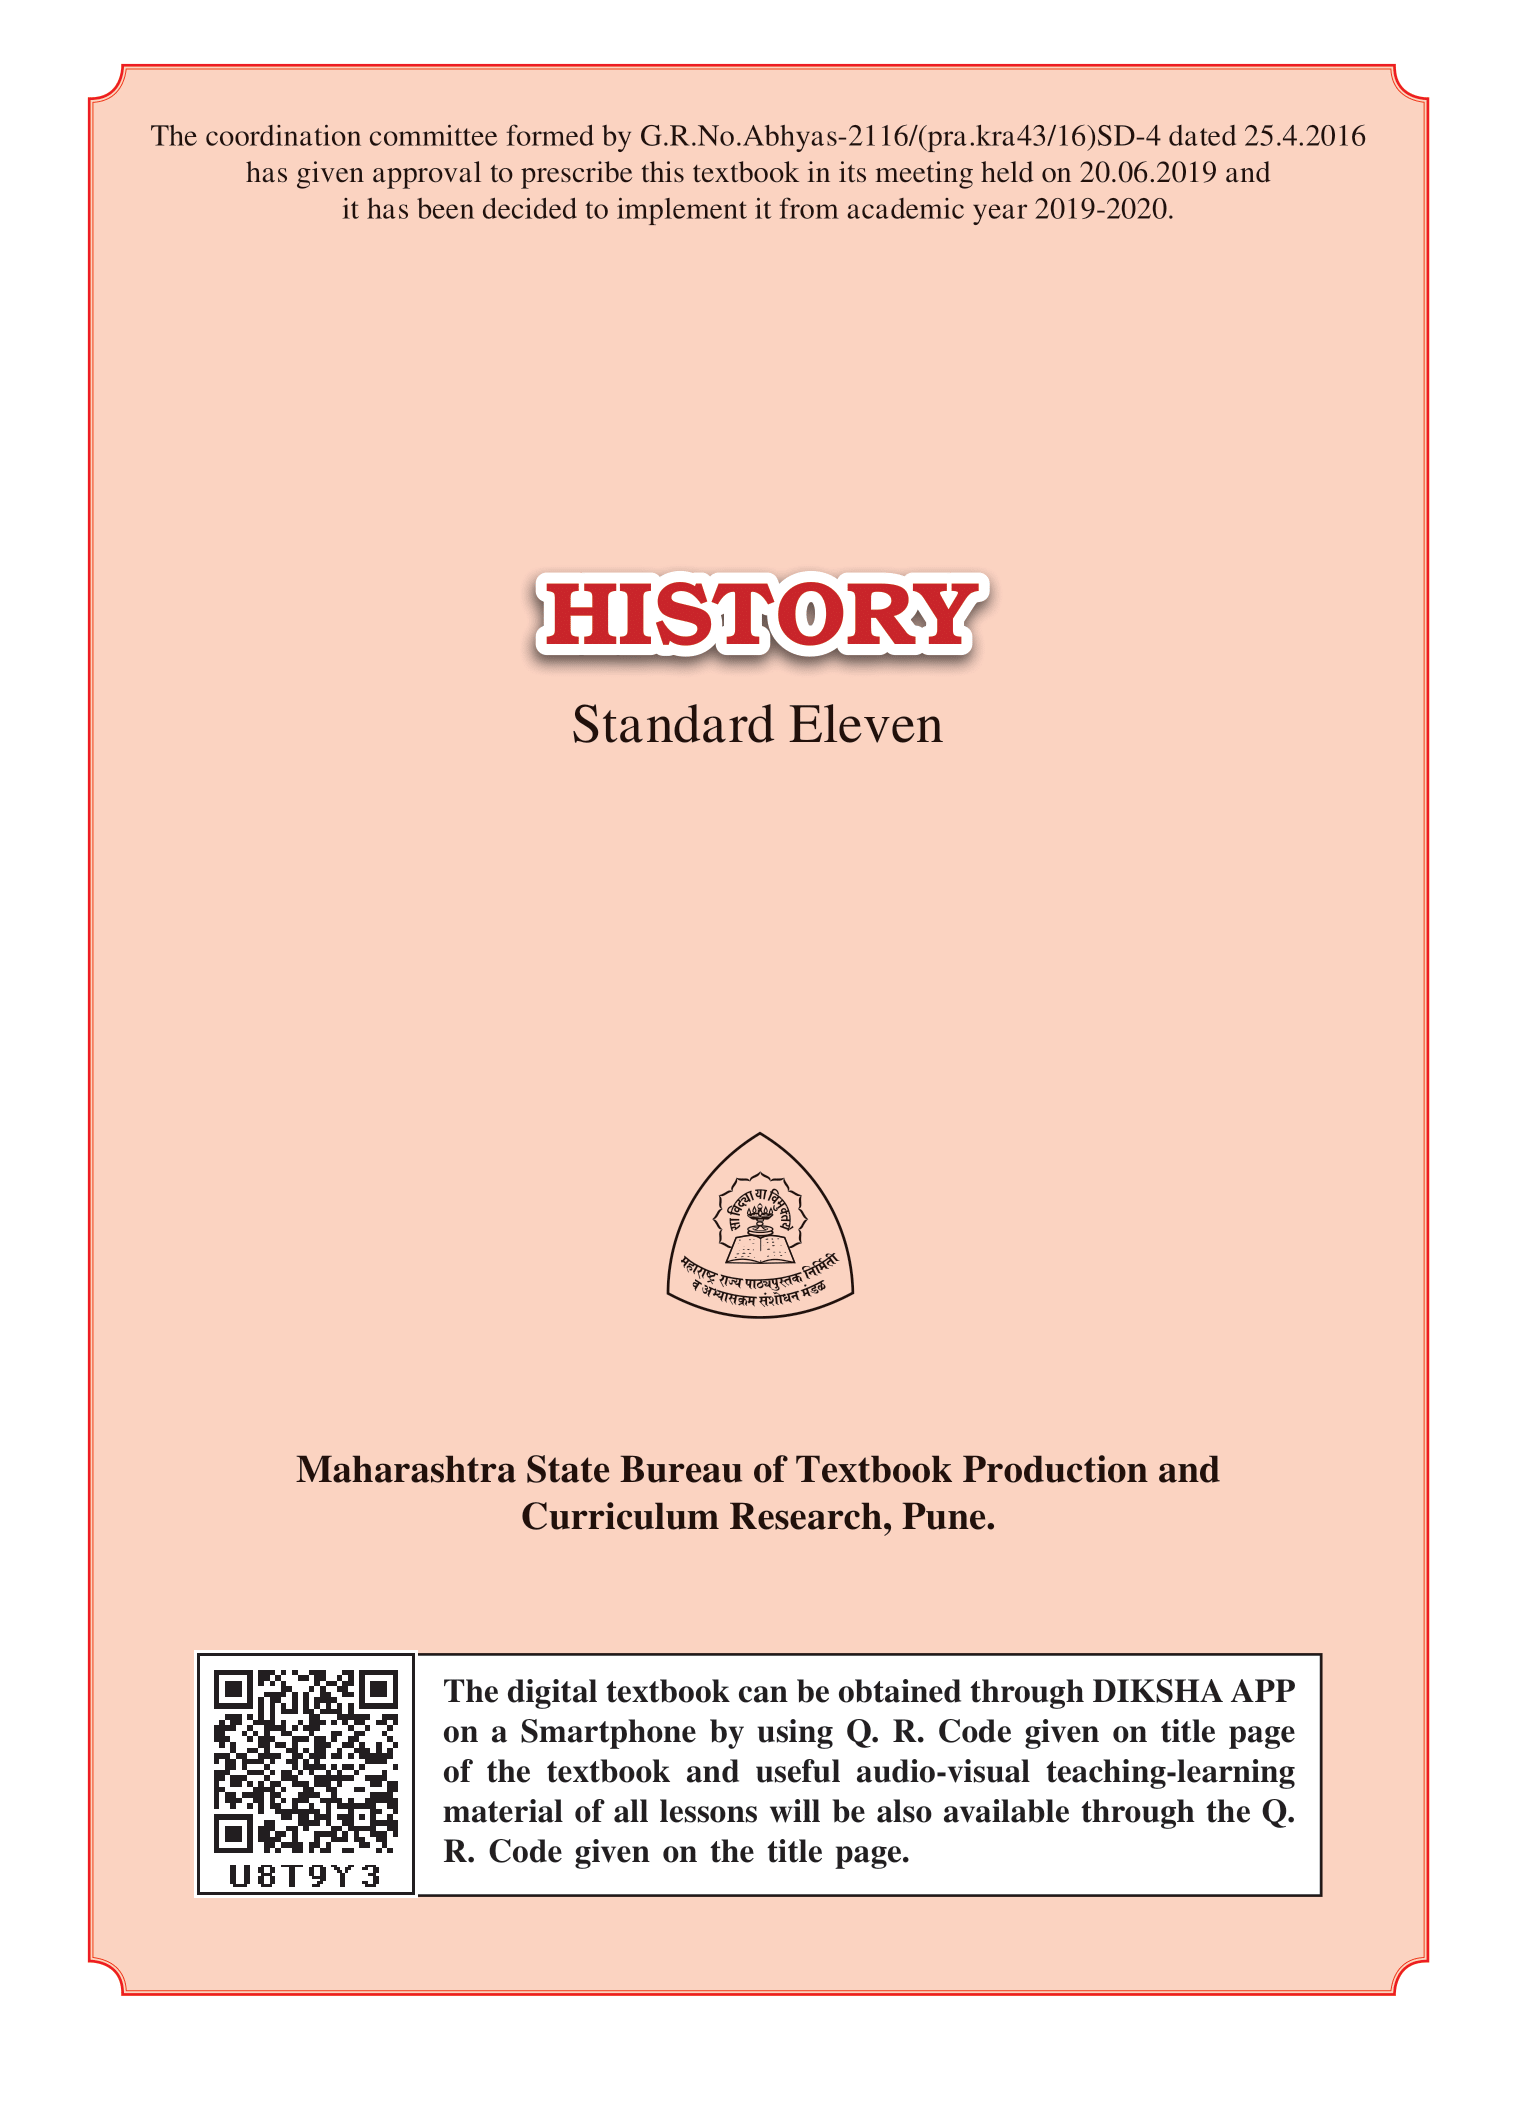 The coordination committee formed by G.R.No.Abhyas-2116/(pra.kra43/16)SD-4 dated 25.4.2016
has given approval to prescribe this textbook in its meeting held on 20.06.2019 and
it has been decided to implement it from academic year 2019-2020.
HISTORY
Standard Eleven
सा विद्या या विमुक्तये
महाराष्ट्र राज्य पाठ्यपुस्तक निर्मिती
व अभ्यासक्रम संशोधन मंडळ
Maharashtra State Bureau of Textbook Production and
Curriculum Research, Pune.
The digital textbook can be obtained through DIKSHA APP
on a Smartphone by using Q. R. Code given on title page
of the textbook and useful audio-visual teaching-learning
material of all lessons will be also available through the Q.
R. Code given on the title page.
U8T9Y3